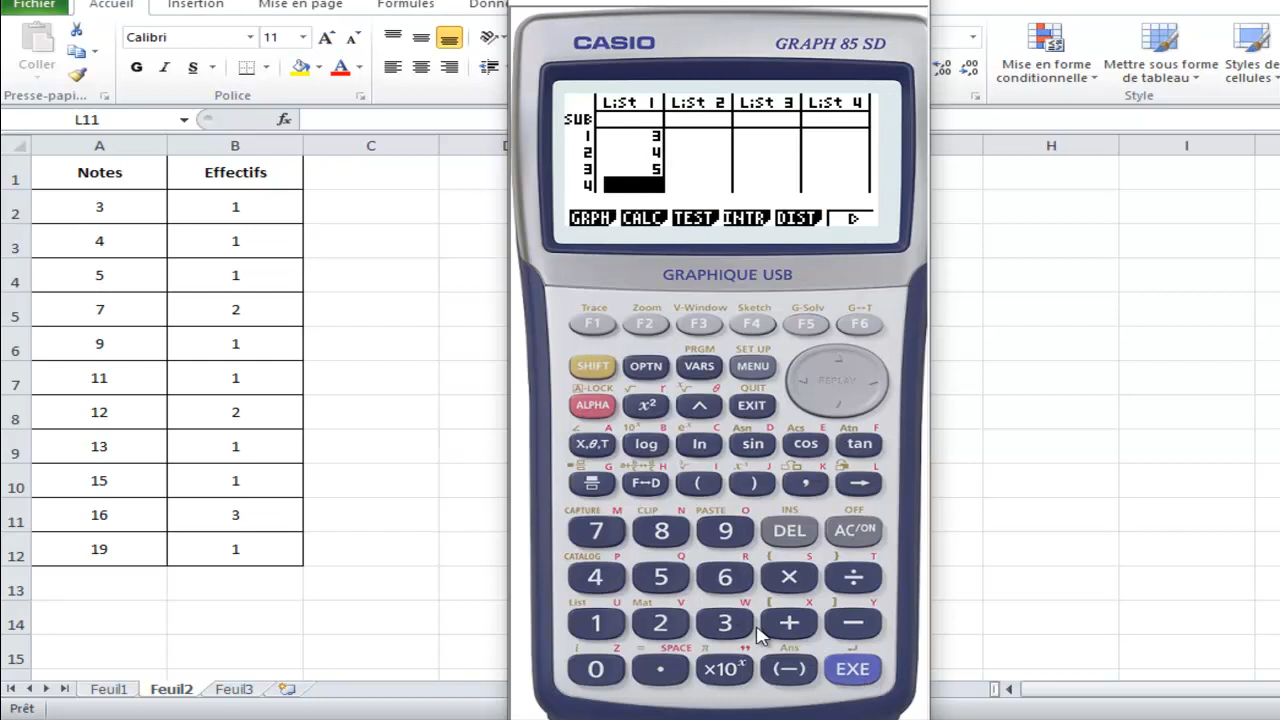 Fichier Accueil Insertion Mise en page Formules
Coller
Calibri 11 A A
G I S A
Presse-papi... Police
Mise en forme conditionnelle
Mettre sous forme de tableau
Styles de cellules
Style
L11 fx
A B C H I
1 Notes Effectifs
2 3 1
3 4 1
4 5 1
5 7 2
6 9 1
7 11 1
8 12 2
9 13 1
10 15 1
11 16 3
12 19 1
13
14
15
Feuil1 Feuil2 Feuil3
Prêt
CASIO GRAPH 85 SD
List 1 List 2 List 3 List 4
SUB
1 3
2 4
3 5
4
GRPH CALC TEST INTR DIST
GRAPHIQUE USB
Trace Zoom V-Window Sketch G-Solv G↔T
F1 F2 F3 F4 F5 F6
PRGM SET UP
SHIFT OPTN VARS MENU
REPLAY
A-LOCK √ r θ QUIT
ALPHA x² ^ EXIT
∠ A 10ˣ B eˣ C Asn D Acs E Atn F
X,θ,T log ln sin cos tan
G H I x⁻¹ J K L
F↔D ( ) , →
CAPTURE M CLIP N PASTE O INS OFF
7 8 9 DEL AC/ON
CATALOG P Q R { S } T
4 5 6 × ÷
List U Mat V W [ X ] Y
1 2 3 + −
i Z = SPACE π " Ans
0 . ×10ˣ (−) EXE